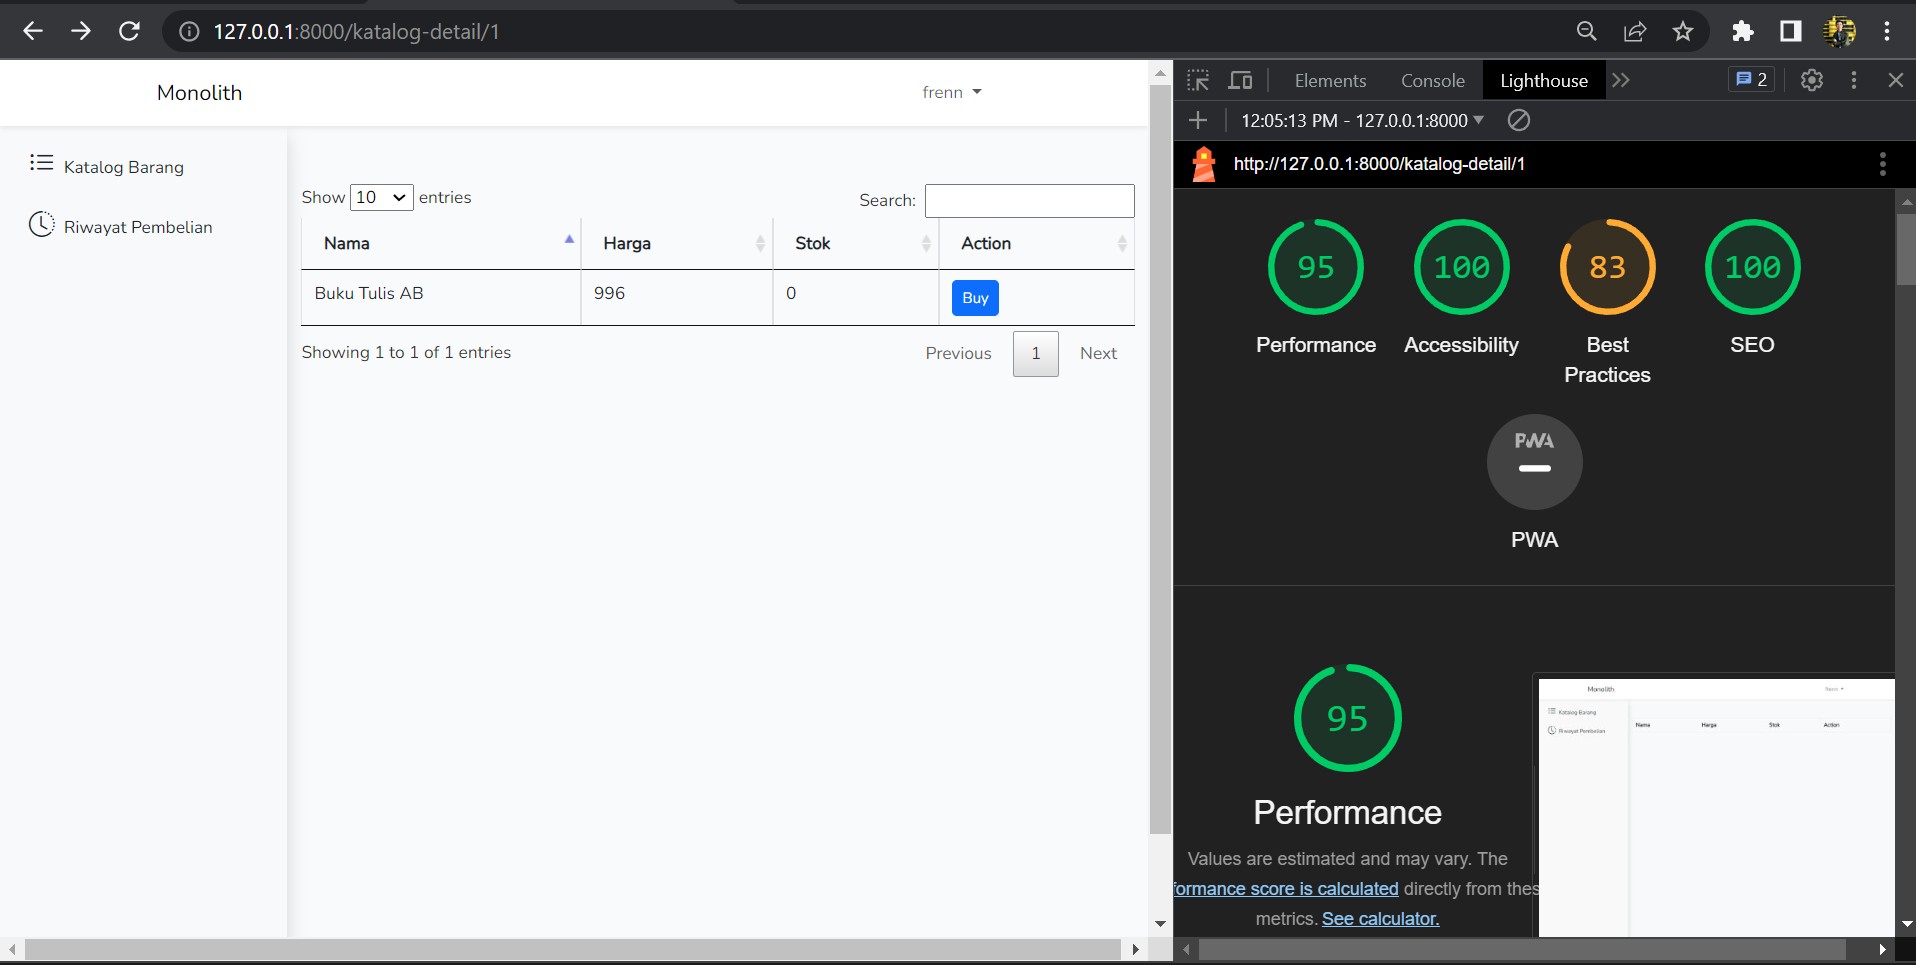 127.0.0.1:8000/katalog-detail/1
Monolith
frenn
Katalog Barang
Riwayat Pembelian
Show 10 entries
Search:
Nama Harga Stok Action
Buku Tulis AB 996 0 Buy
Showing 1 to 1 of 1 entries
Previous 1 Next
Elements Console Lighthouse 2
12:05:13 PM - 127.0.0.1:8000
http://127.0.0.1:8000/katalog-detail/1
95 100 83 100
Performance Accessibility Best Practices SEO
PWA
PWA
95
Performance
Values are estimated and may vary. The
formance score is calculated directly from thes
metrics. See calculator.
Monolith
frenn
Katalog Barang
Riwayat Pembelian
Nama Harga Stok Action